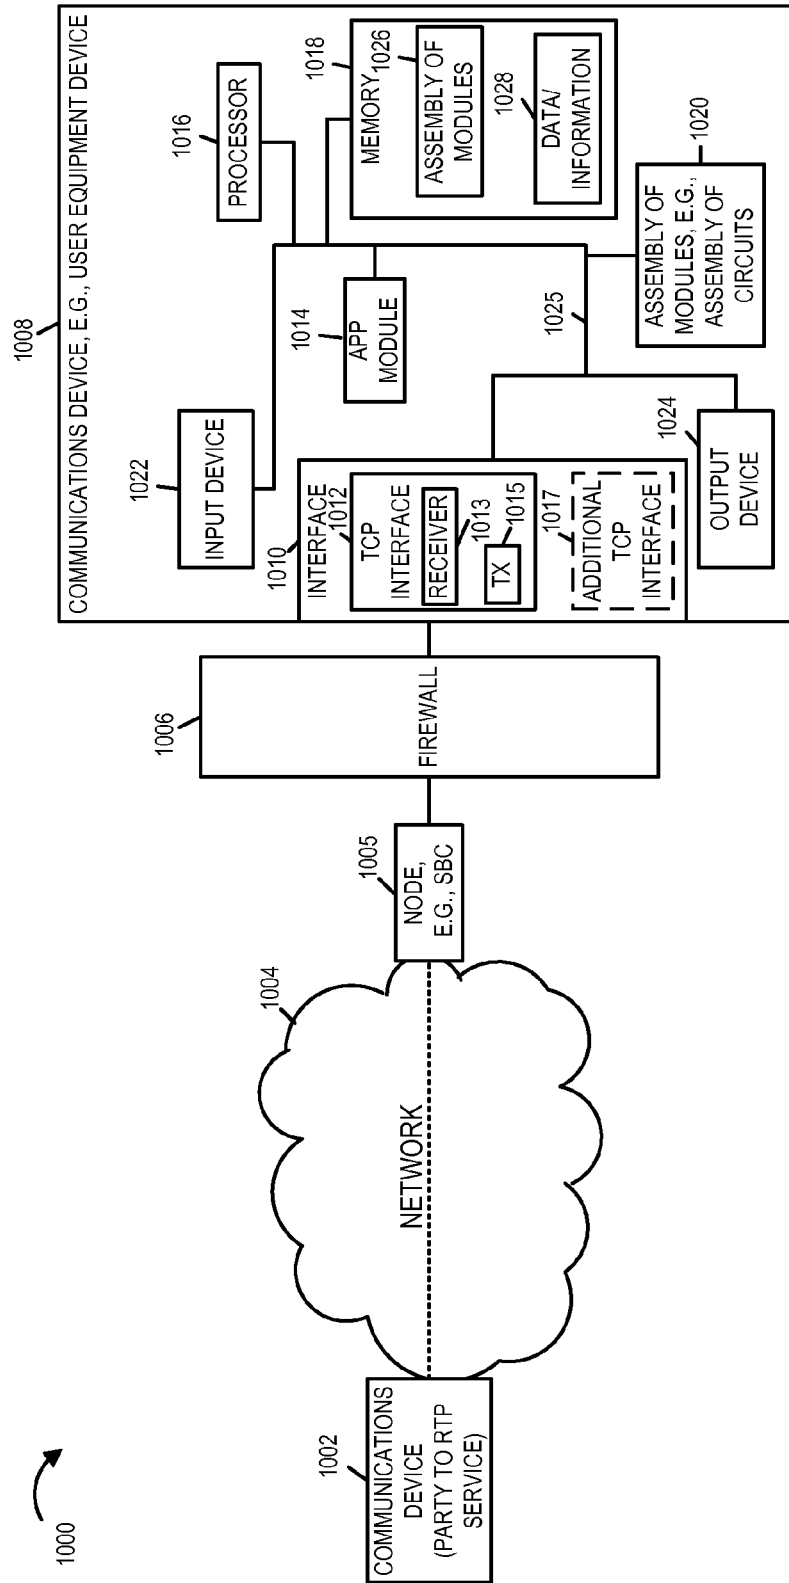 1000
1002
COMMUNICATIONS
DEVICE
(PARTY TO RTP
SERVICE)
1004
NETWORK
1005
NODE,
E.G., SBC
1006
FIREWALL
1008
COMMUNICATIONS DEVICE, E.G., USER EQUIPMENT DEVICE
1022
INPUT DEVICE
1010
INTERFACE
1012
TCP
INTERFACE
RECEIVER
1013
TX
1015
1017
ADDITIONAL
TCP
INTERFACE
1014
APP
MODULE
1016
PROCESSOR
1018
MEMORY
1026
ASSEMBLY OF
MODULES
1028
DATA/
INFORMATION
1025
1024
OUTPUT
DEVICE
1020
ASSEMBLY OF
MODULES, E.G.,
ASSEMBLY OF
CIRCUITS